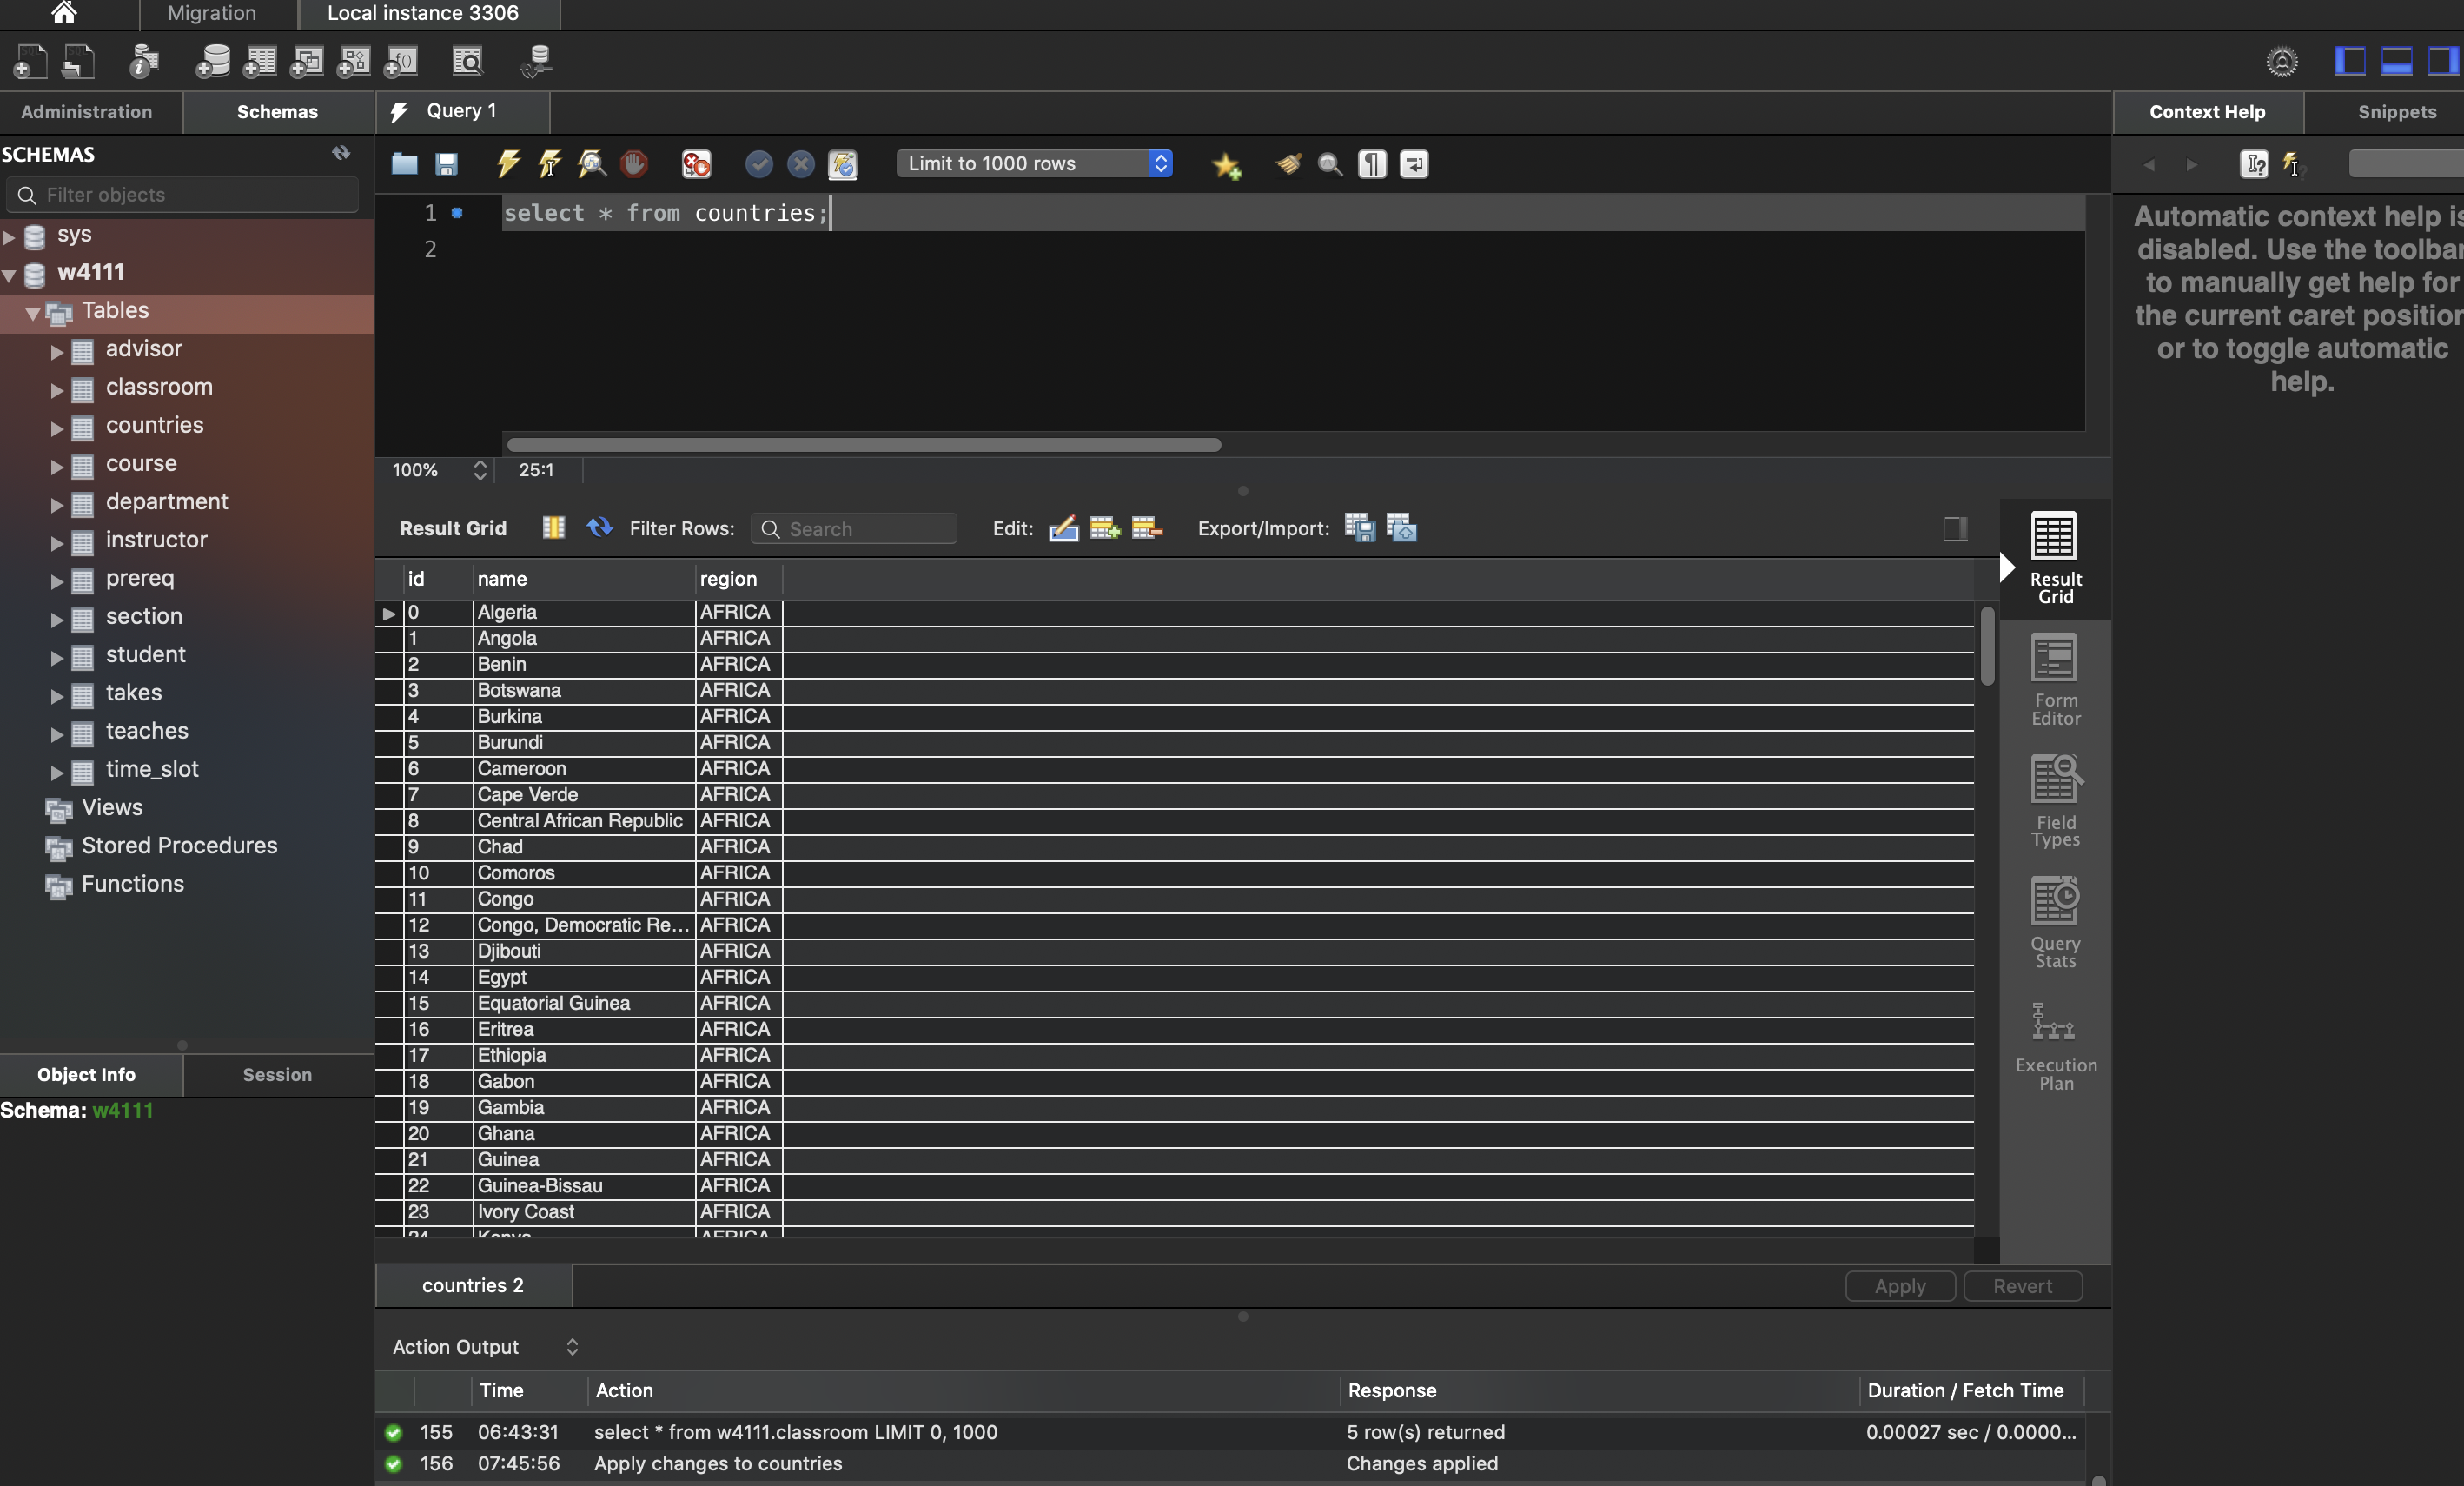 Migration
Local instance 3306
Administration
Schemas
Query 1
Context Help
Snippets
SCHEMAS
Filter objects
Limit to 1000 rows
sys
w4111
Tables
advisor
classroom
countries
course
department
instructor
prereq
section
student
takes
teaches
time_slot
Views
Stored Procedures
Functions
Object Info
Session
Schema: w4111
1 select * from countries;
2
100%
25:1
Result Grid
Filter Rows:
Search
Edit:
Export/Import:
id name region
0 Algeria AFRICA
1 Angola AFRICA
2 Benin AFRICA
3 Botswana AFRICA
4 Burkina AFRICA
5 Burundi AFRICA
6 Cameroon AFRICA
7 Cape Verde AFRICA
8 Central African Republic AFRICA
9 Chad AFRICA
10 Comoros AFRICA
11 Congo AFRICA
12 Congo, Democratic Re... AFRICA
13 Djibouti AFRICA
14 Egypt AFRICA
15 Equatorial Guinea AFRICA
16 Eritrea AFRICA
17 Ethiopia AFRICA
18 Gabon AFRICA
19 Gambia AFRICA
20 Ghana AFRICA
21 Guinea AFRICA
22 Guinea-Bissau AFRICA
23 Ivory Coast AFRICA
24 Kenya AFRICA
Result
Grid
Form
Editor
Field
Types
Query
Stats
Execution
Plan
countries 2
Apply
Revert
Action Output
Time Action Response Duration / Fetch Time
155 06:43:31 select * from w4111.classroom LIMIT 0, 1000 5 row(s) returned 0.00027 sec / 0.0000...
156 07:45:56 Apply changes to countries Changes applied
Automatic context help is
disabled. Use the toolbar
to manually get help for
the current caret position
or to toggle automatic
help.